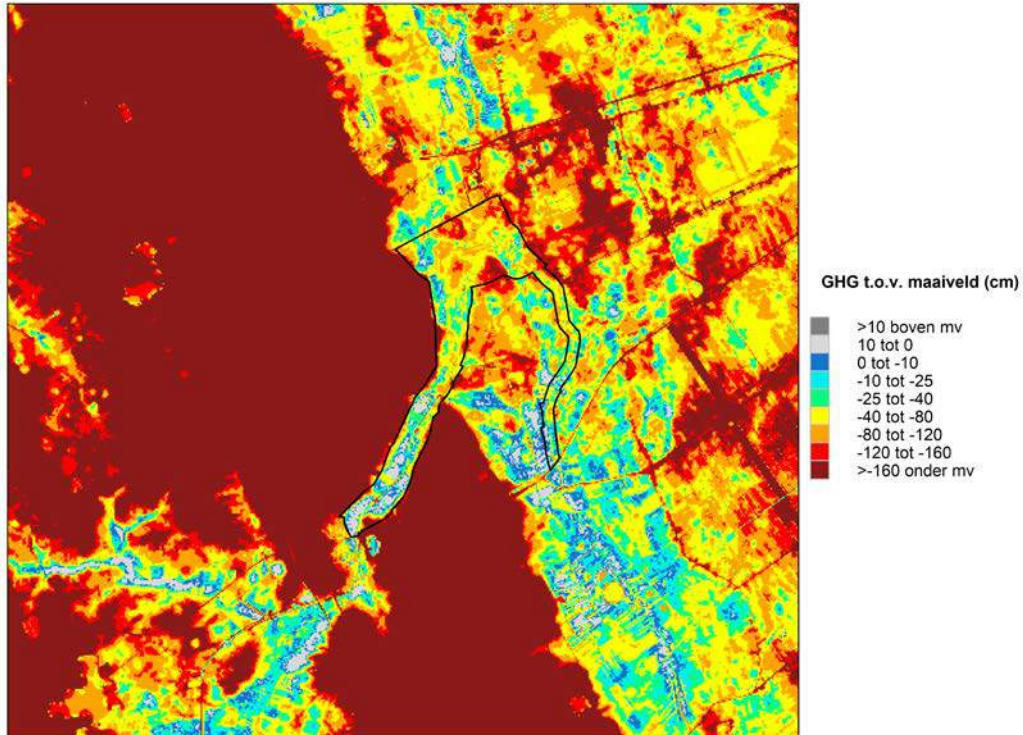 GHG t.o.v. maaiveld (cm)
>10 boven mv
10 tot 0
0 tot -10
-10 tot -25
-25 tot -40
-40 tot -80
-80 tot -120
-120 tot -160
>-160 onder mv